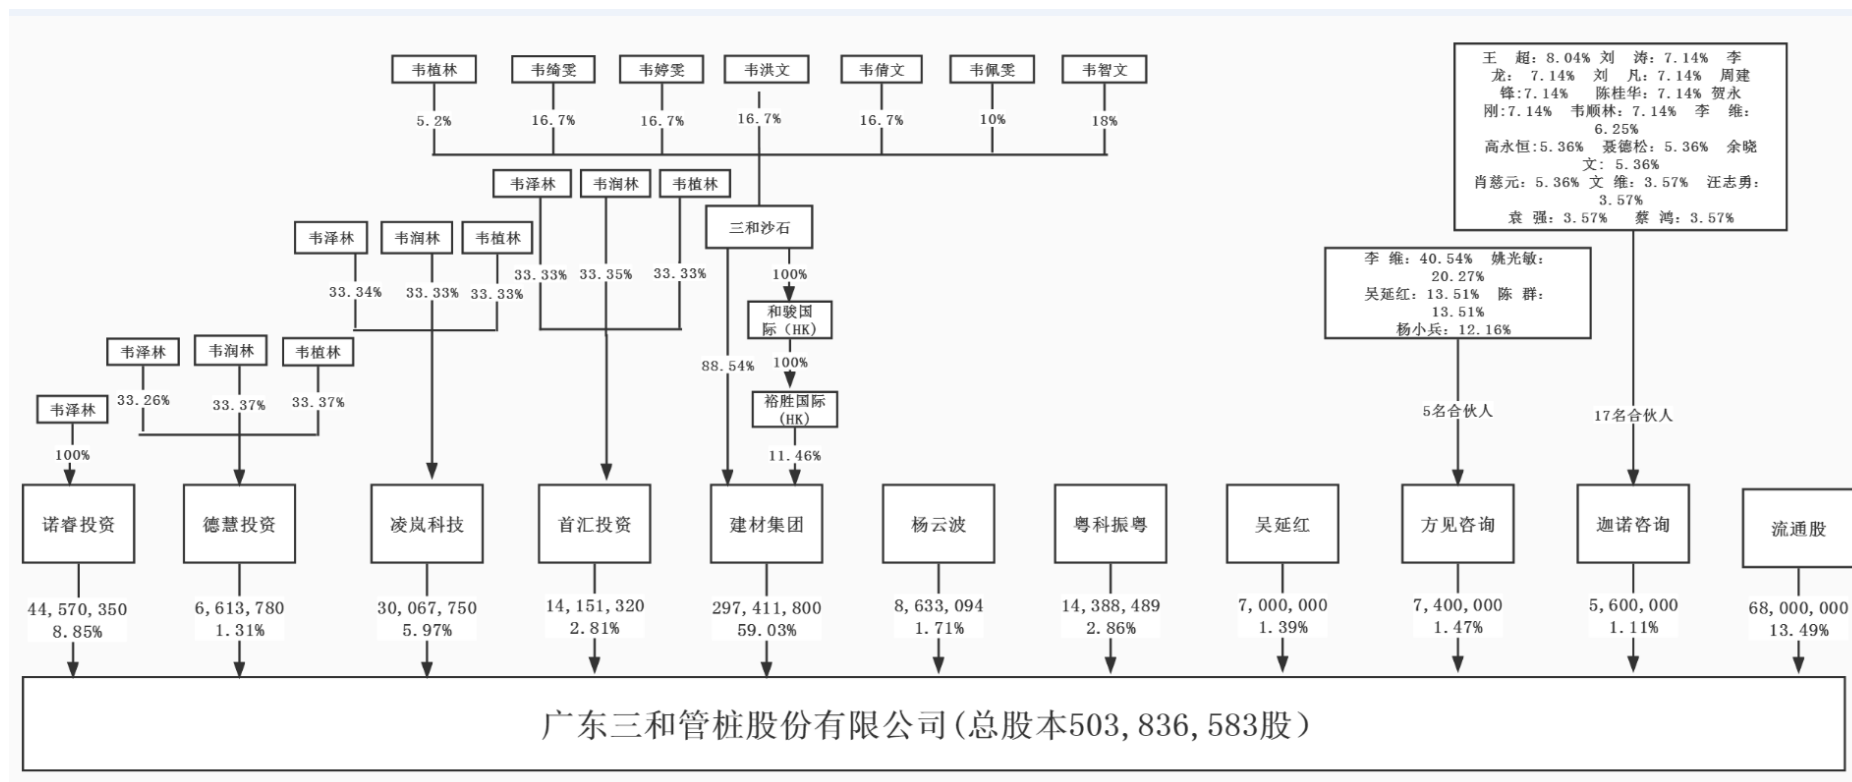 韦植林
韦绮雯
韦婷雯
韦洪文
韦倩文
韦佩雯
韦智文
5.2%
16.7%
16.7%
16.7%
16.7%
10%
18%
王 超：8.04% 刘 涛：7.14% 李
龙： 7.14% 刘 凡：7.14% 周建
锋:7.14% 陈桂华：7.14% 贺永
刚:7.14% 韦顺林：7.14% 李 维：
6.25%
高永恒:5.36% 聂德松：5.36% 余晓
文: 5.36%
肖慈元：5.36% 文 维：3.57% 汪志勇：
3.57%
袁 强：3.57% 蔡 鸿：3.57%
韦泽林
韦润林
韦植林
33.33%
33.35%
33.33%
三和沙石
韦泽林
韦润林
韦植林
33.34%
33.33%
33.33%
100%
和骏国
际（HK）
100%
88.54%
裕胜国际
(HK)
11.46%
李 维：40.54% 姚光敏：
20.27%
吴延红：13.51% 陈 群：
13.51%
杨小兵：12.16%
5名合伙人
17名合伙人
韦泽林
韦润林
韦植林
33.26%
33.37%
33.37%
韦泽林
100%
诺睿投资
德慧投资
凌岚科技
首汇投资
建材集团
杨云波
粤科振粤
吴延红
方见咨询
迦诺咨询
流通股
44,570,350
8.85%
6,613,780
1.31%
30,067,750
5.97%
14,151,320
2.81%
297,411,800
59.03%
8,633,094
1.71%
14,388,489
2.86%
7,000,000
1.39%
7,400,000
1.47%
5,600,000
1.11%
68,000,000
13.49%
广东三和管桩股份有限公司(总股本503,836,583股）